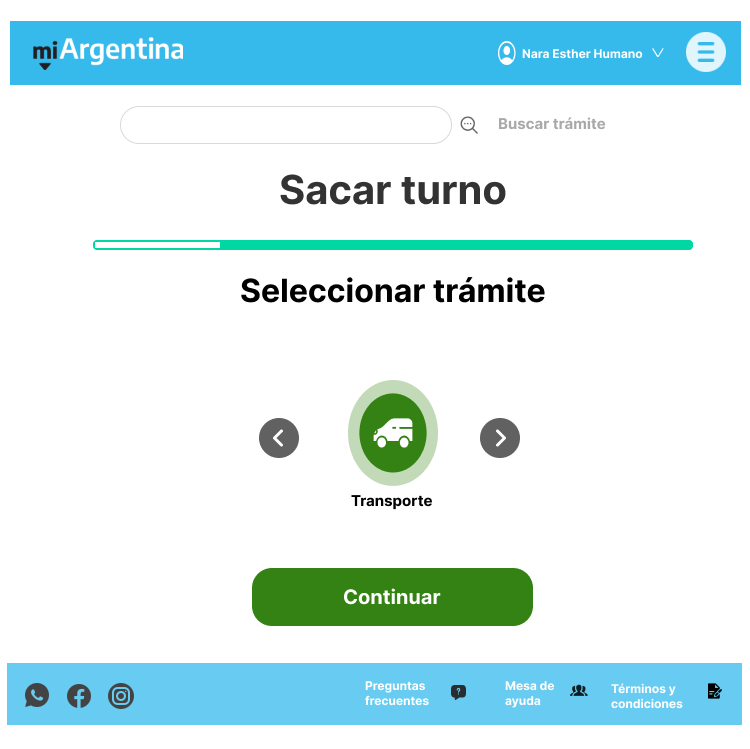 miArgentina
Nara Esther Humano
Buscar trámite
Sacar turno
Seleccionar trámite
Transporte
Continuar
Preguntas
frecuentes
?
Mesa de
ayuda
Términos y
condiciones